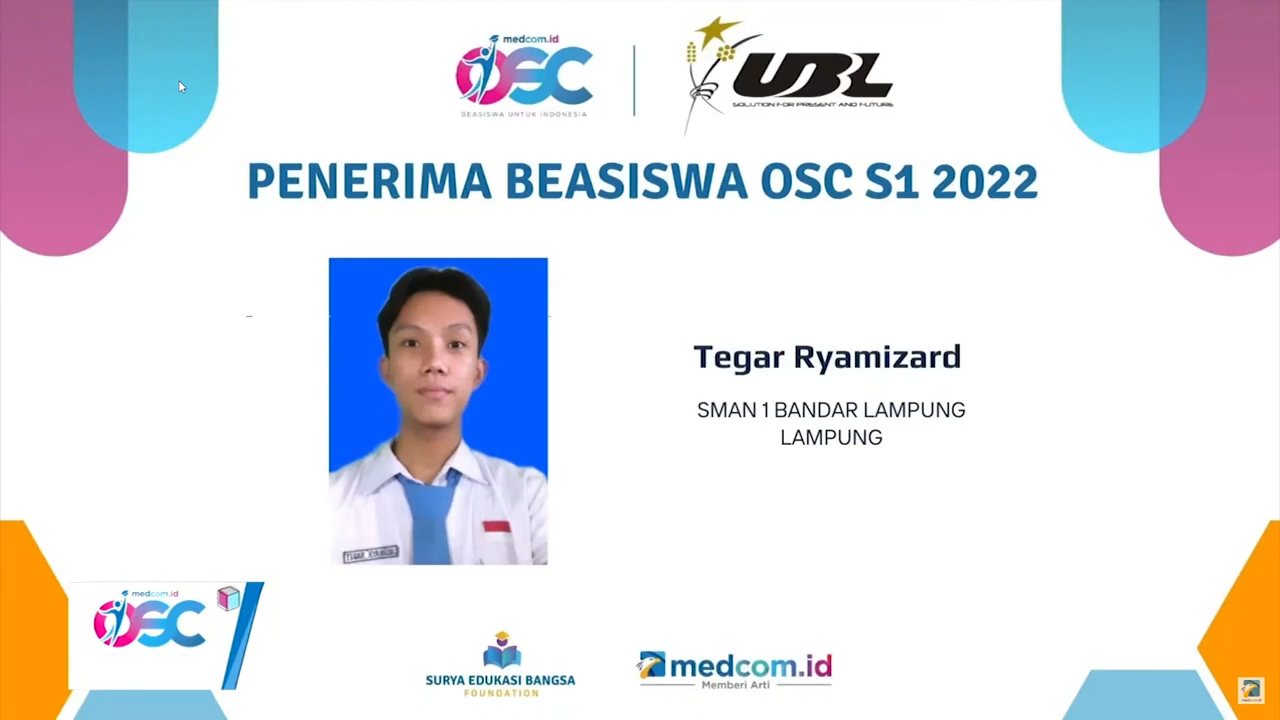 medcom.id
OSC
BEASISWA UNTUK INDONESIA
UBL
SOLUTION FOR PRESENT AND FUTURE
PENERIMA BEASISWA OSC S1 2022
Tegar Ryamizard
SMAN 1 BANDAR LAMPUNG
LAMPUNG
medcom.id
OSC
SURYA EDUKASI BANGSA
FOUNDATION
medcom.id
Memberi Arti